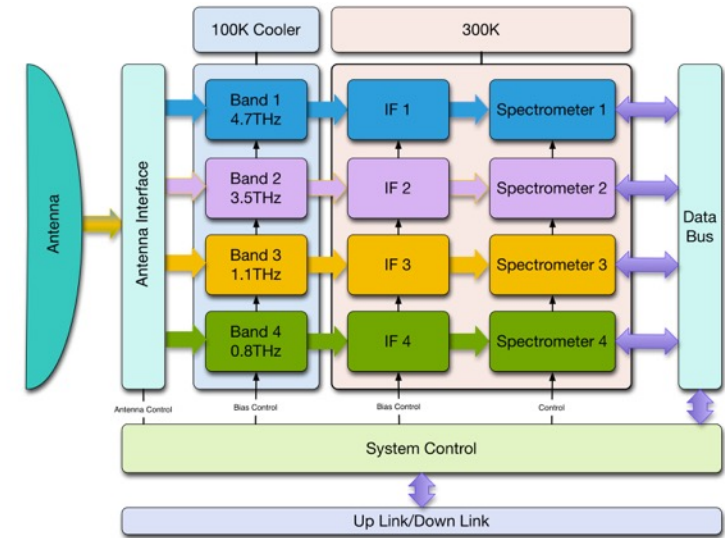 100K Cooler
300K
Antenna
Antenna Interface
Band 1
4.7THz
IF 1
Spectrometer 1
Band 2
3.5THz
IF 2
Spectrometer 2
Data
Bus
Band 3
1.1THz
IF 3
Spectrometer 3
Band 4
0.8THz
IF 4
Spectrometer 4
Antenna Control
Bias Control
Bias Control
Control
System Control
Up Link/Down Link